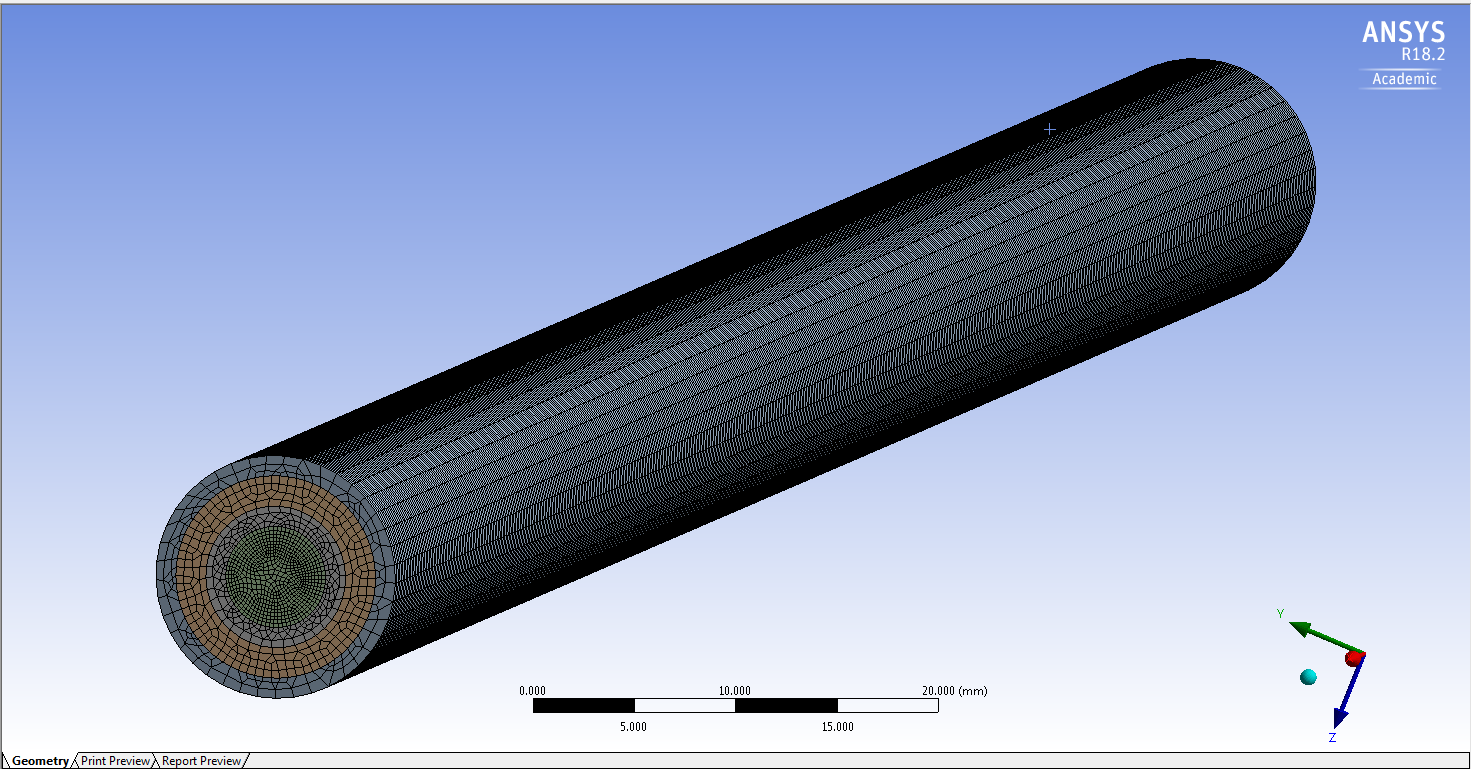 ANSYS
R18.2
Academic
Y
Z
0.000 10.000 20.000 (mm)
5.000 15.000
Geometry Print Preview Report Preview